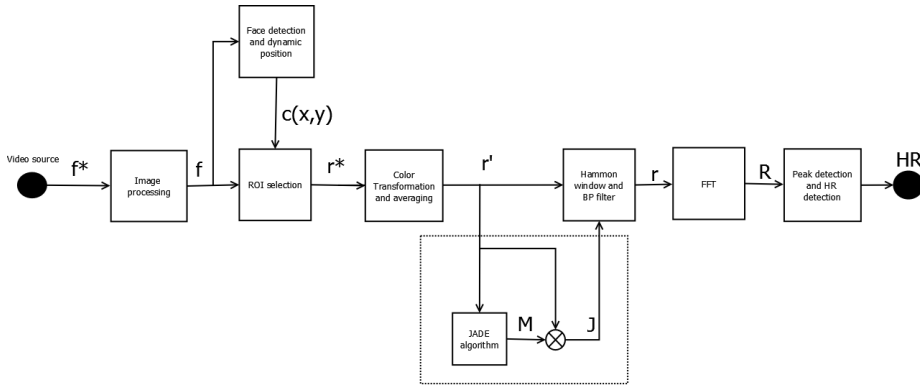 Face detection
and dynamic
position
c(x,y)
Video source
f*
Image
processing
f
ROI selection
r*
Color
Transformation
and averaging
r'
Hammon
window and
BP filter
r
FFT
R
Peak detection
and HR
detection
HR
JADE
algorithm
M
J